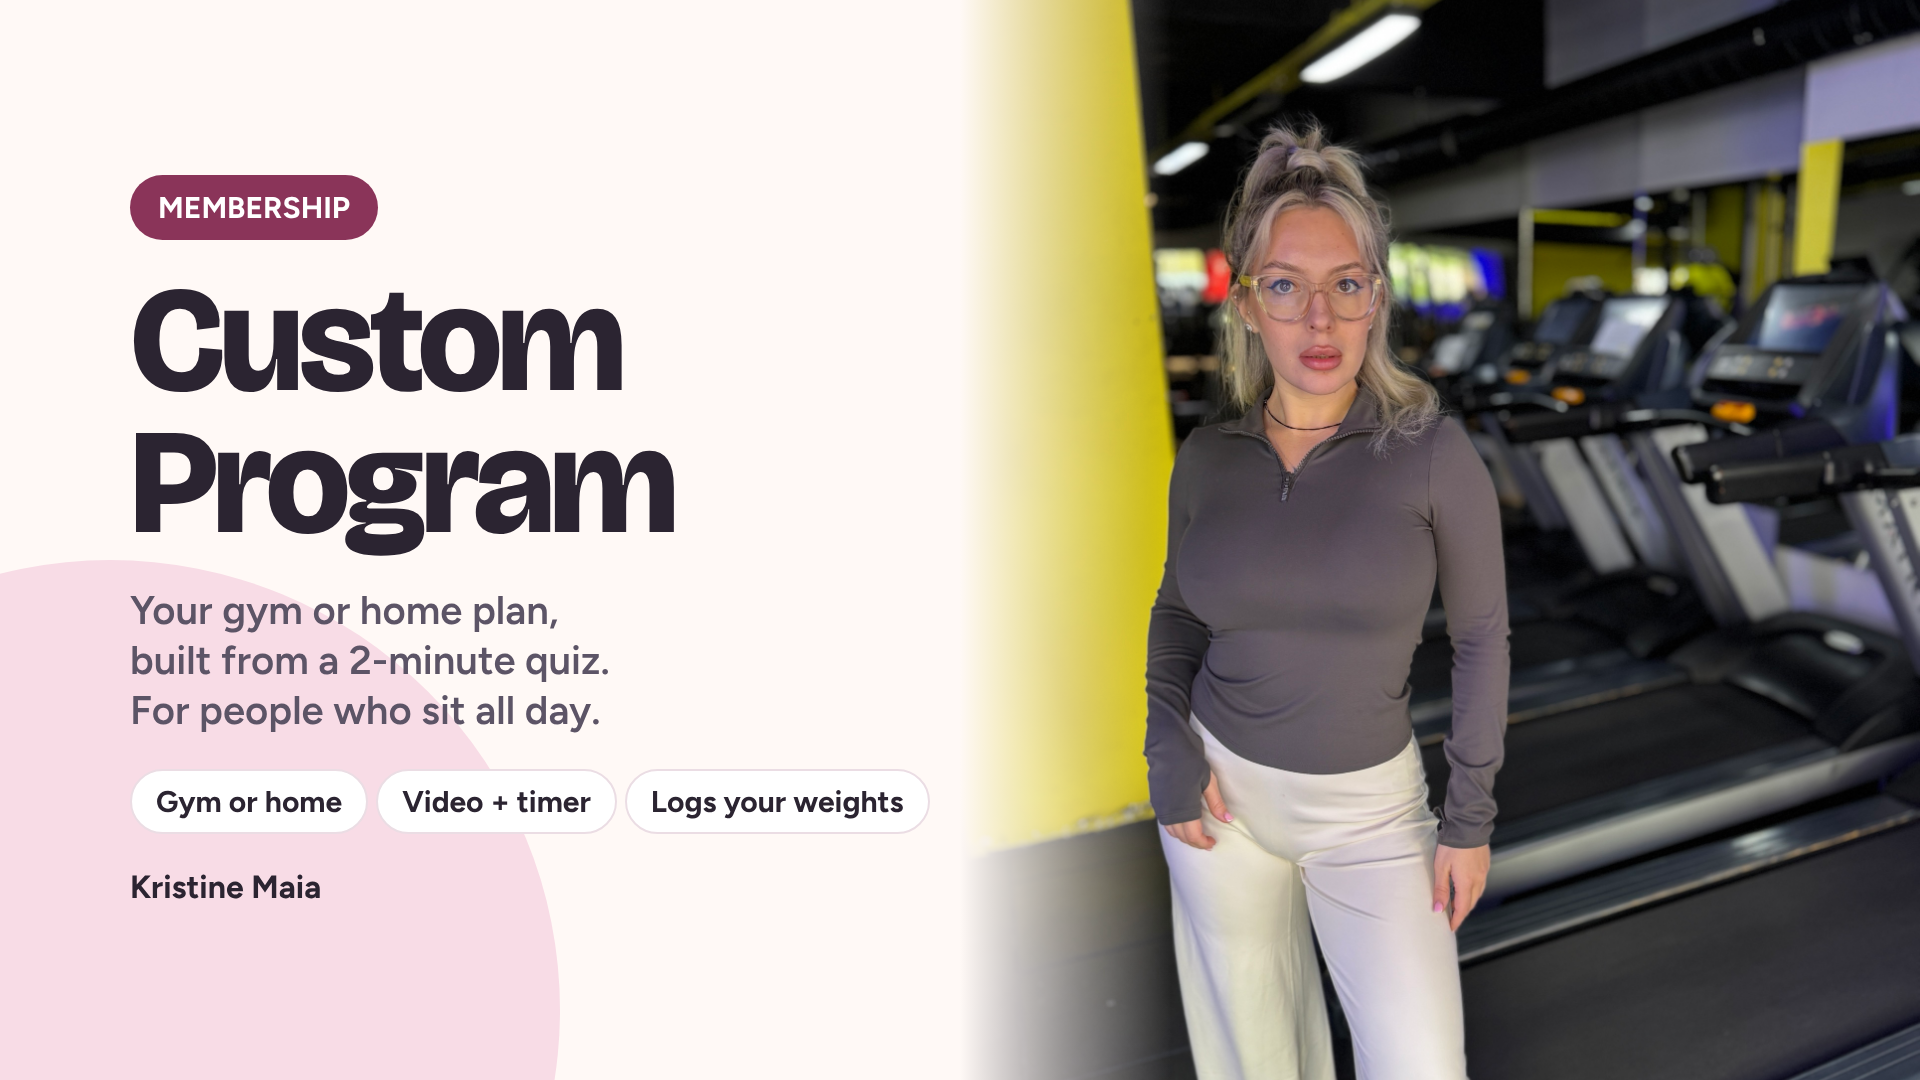 MEMBERSHIP
Custom
Program
Your gym or home plan,
built from a 2-minute quiz.
For people who sit all day.
Gym or home
Video + timer
Logs your weights
Kristine Maia